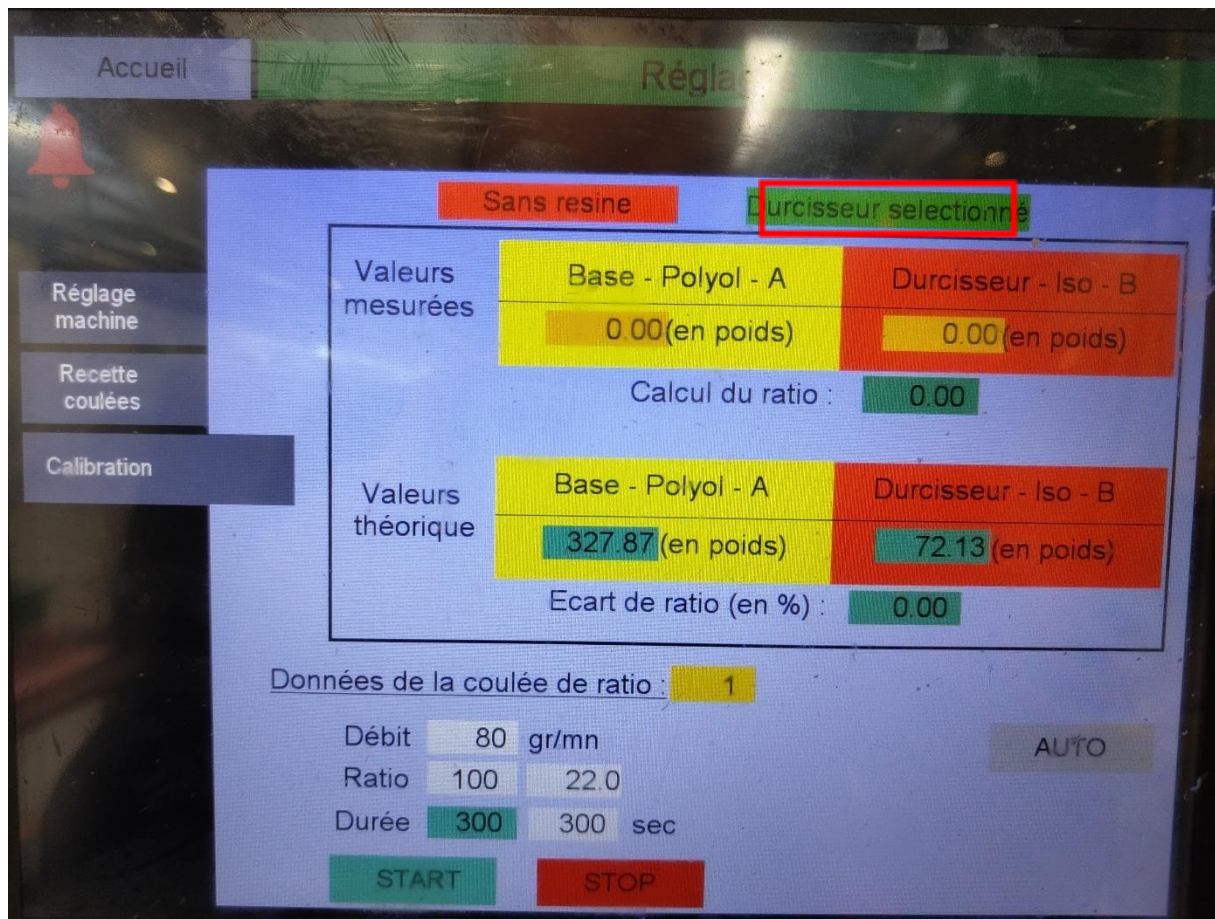 Accueil
Réglages
Sans resine
Durcisseur selectionné
Réglage
machine
Recette
coulées
Calibration
Valeurs
mesurées
Base - Polyol - A
Durcisseur - Iso - B
0.00 (en poids)
0.00 (en poids)
Calcul du ratio :
0.00
Valeurs
théorique
Base - Polyol - A
Durcisseur - Iso - B
327.87 (en poids)
72.13 (en poids)
Ecart de ratio (en %) :
0.00
Données de la coulée de ratio : 1
Débit 80 gr/mn
AUTO
Ratio 100 22.0
Durée 300 300 sec
START
STOP